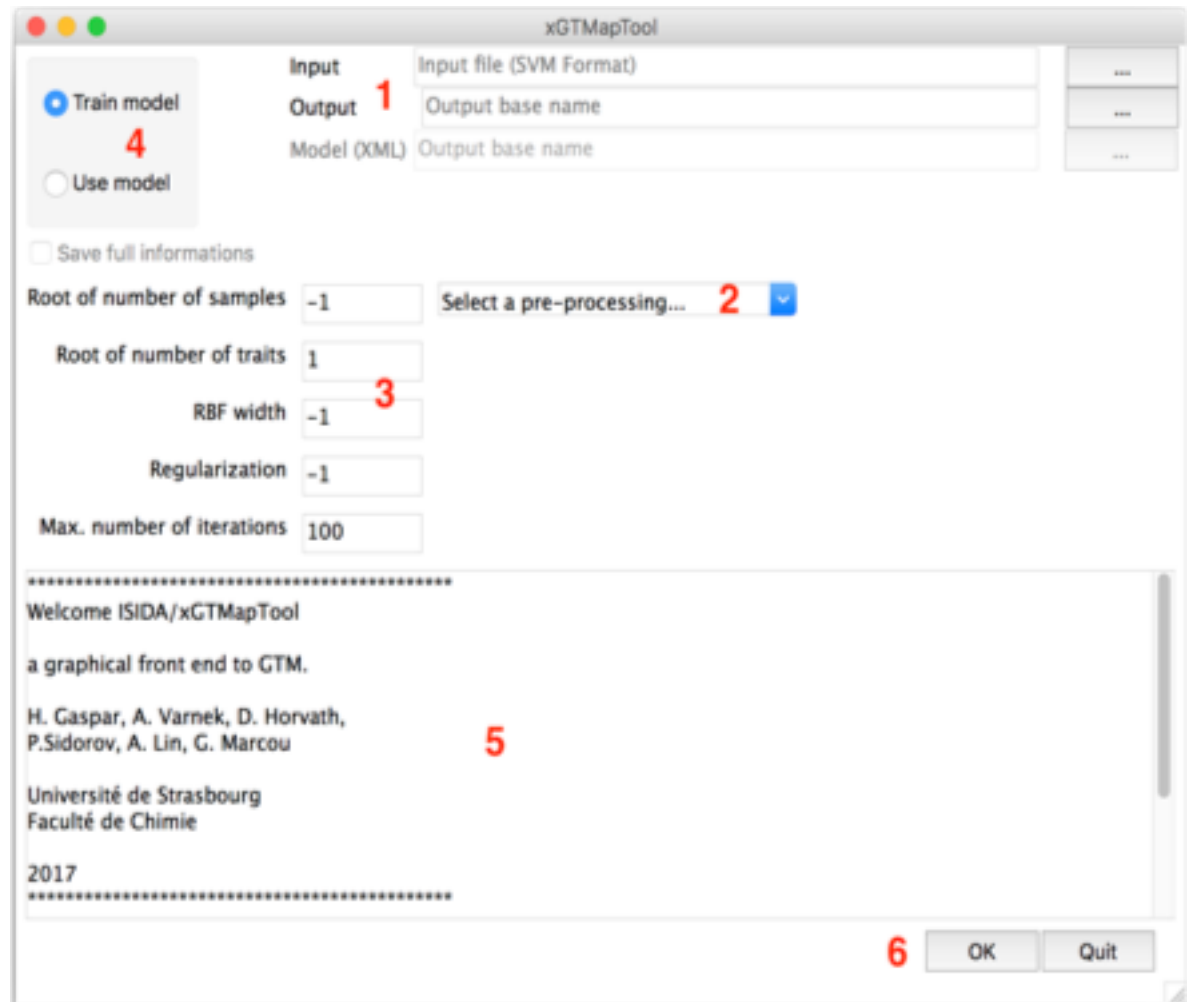 xGTMapTool
Input Input file (SVM Format) ...
Train model
1
Output Output base name ...
4
Model (XML) Output base name ...
Use model
Save full informations
Root of number of samples -1 Select a pre-processing... 2
Root of number of traits 1
3
RBF width -1
Regularization -1
Max. number of iterations 100
***********************************************
Welcome ISIDA/xGTMapTool
a graphical front end to GTM.
H. Gaspar, A. Varnek, D. Horvath,
P.Sidorov, A. Lin, G. Marcou
5
Université de Strasbourg
Faculté de Chimie
2017
***********************************************
6 OK Quit